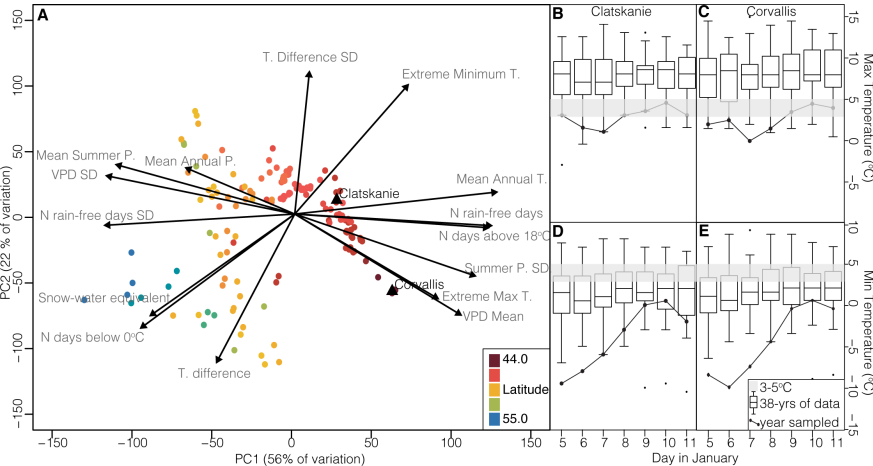 A
B Clatskanie
C Corvallis
D
E
T. Difference SD
Extreme Minimum T.
Mean Summer P.
Mean Annual P.
VPD SD
Mean Annual T.
Clatskanie
N rain-free days SD
N rain-free days
N days above 18ºC
Summer P. SD
Corvallis
Snow-water equivalent
Extreme Max T.
VPD Mean
N days below 0ºC
T. difference
44.0
Latitude
55.0
PC2 (22 % of variation)
150
100
50
0
−50
−100
−150
−150 −100 −50 0 50 100 150
PC1 (56% of variation)
15
10
5
0
−5
Max Temperature (ºC)
10
5
0
−5
−10
−15
Min Temperature (ºC)
3-5ºC
38-yrs of data
year sampled
5 6 7 8 9 10 11 5 6 7 8 9 10 11
Day in January